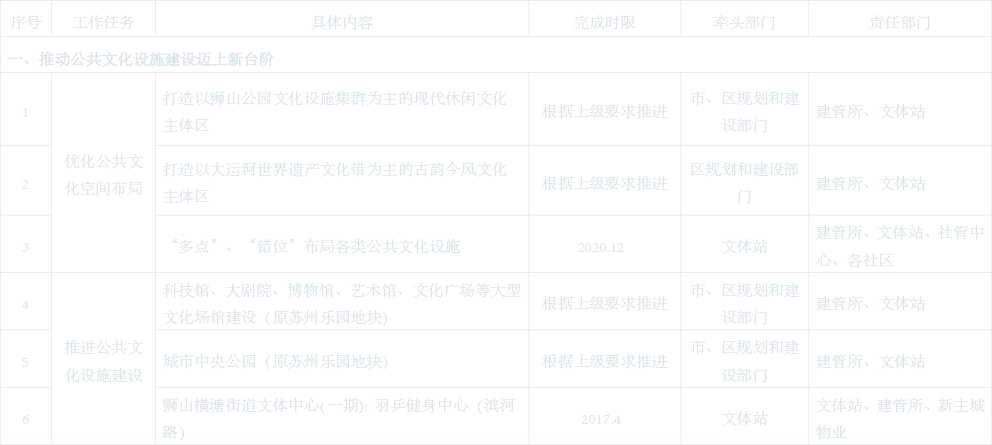 序号 工作任务 具体内容 完成时限 牵头部门 责任部门
一、推动公共文化设施建设迈上新台阶
1
优化公共文
化空间布局
打造以狮山公园文化设施集群为主的现代休闲文化
主体区
根据上级要求推进
市、区规划和建
设部门
建管所、文体站
2
打造以大运河世界遗产文化带为主的古韵今风文化
主体区
根据上级要求推进
区规划和建设部
门
建管所、文体站
3
“多点”、“错位”布局各类公共文化设施
2020.12
文体站
建管所、文体站、社管中
心、各社区
4
推进公共文
化设施建设
科技馆、大剧院、博物馆、艺术馆、文化广场等大型
文化场馆建设（原苏州乐园地块）
根据上级要求推进
市、区规划和建
设部门
建管所、文体站
5
城市中央公园（原苏州乐园地块）
根据上级要求推进
市、区规划和建
设部门
建管所、文体站
6
狮山横塘街道文体中心(一期): 羽乒健身中心（滨河
路）
2017.4
文体站
文体站、建管所、新主城
物业